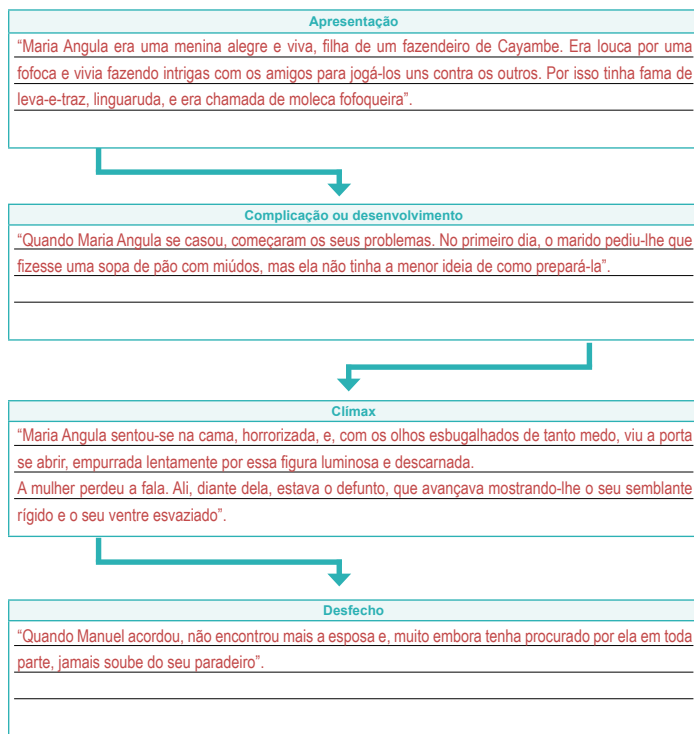 Apresentação
“Maria Angula era uma menina alegre e viva, filha de um fazendeiro de Cayambe. Era louca por uma
fofoca e vivia fazendo intrigas com os amigos para jogá-los uns contra os outros. Por isso tinha fama de
leva-e-traz, linguaruda, e era chamada de moleca fofoqueira”.
Complicação ou desenvolvimento
“Quando Maria Angula se casou, começaram os seus problemas. No primeiro dia, o marido pediu-lhe que
fizesse uma sopa de pão com miúdos, mas ela não tinha a menor ideia de como prepará-la”.
Clímax
“Maria Angula sentou-se na cama, horrorizada, e, com os olhos esbugalhados de tanto medo, viu a porta
se abrir, empurrada lentamente por essa figura luminosa e descarnada.
A mulher perdeu a fala. Ali, diante dela, estava o defunto, que avançava mostrando-lhe o seu semblante
rígido e o seu ventre esvaziado”.
Desfecho
“Quando Manuel acordou, não encontrou mais a esposa e, muito embora tenha procurado por ela em toda
parte, jamais soube do seu paradeiro”.